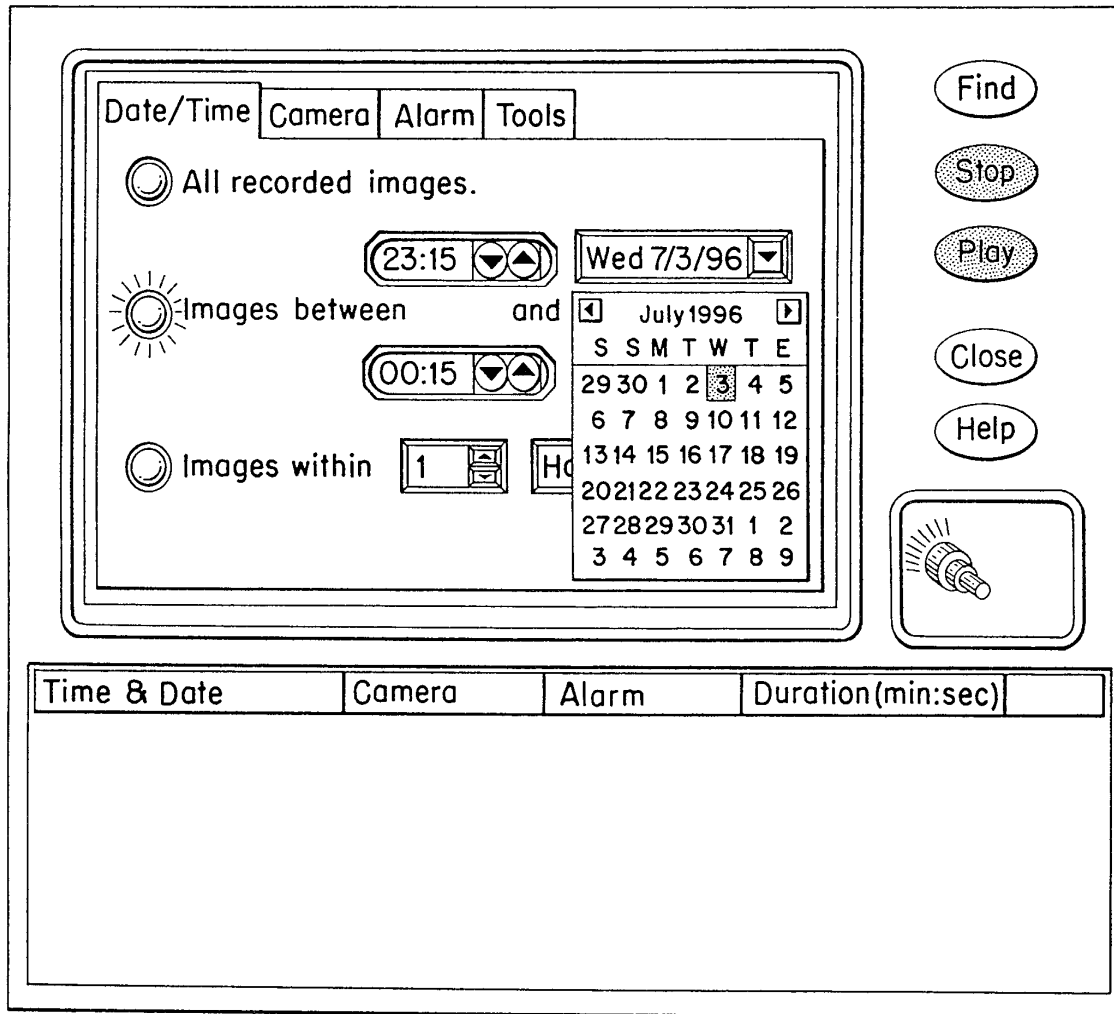 Date/Time Camera Alarm Tools
All recorded images.
23:15 Wed 7/3/96
Images between and
00:15
Images within 1 Ho
July 1996
S S M T W T E
29 30 1 2 3 4 5
6 7 8 9 10 11 12
13 14 15 16 17 18 19
20 21 22 23 24 25 26
27 28 29 30 31 1 2
3 4 5 6 7 8 9
Find
Stop
Play
Close
Help
Time & Date Camera Alarm Duration (min:sec)